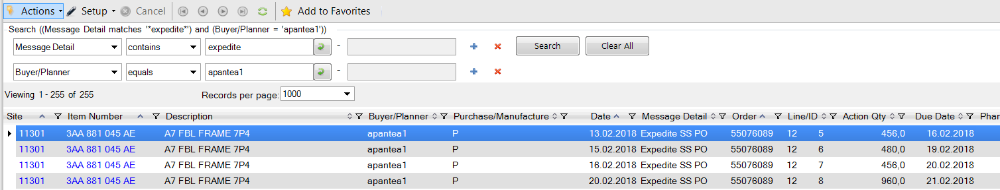 Actions Setup Cancel Add to Favorites
Search ((Message Detail matches '*expedite*') and (Buyer/Planner = 'apantea1'))
Message Detail contains expedite - Search Clear All
Buyer/Planner equals apantea1 -
Viewing 1 - 255 of 255 Records per page: 1000
Site Item Number Description Buyer/Planner Purchase/Manufacture Date Message Detail Order Line/ID Action Qty Due Date Phan
11301 3AA 881 045 AE A7 FBL FRAME 7P4 apantea1 P 13.02.2018 Expedite SS PO 55076089 12 5 456,0 16.02.2018
11301 3AA 881 045 AE A7 FBL FRAME 7P4 apantea1 P 15.02.2018 Expedite SS PO 55076089 12 6 480,0 19.02.2018
11301 3AA 881 045 AE A7 FBL FRAME 7P4 apantea1 P 16.02.2018 Expedite SS PO 55076089 12 7 456,0 20.02.2018
11301 3AA 881 045 AE A7 FBL FRAME 7P4 apantea1 P 20.02.2018 Expedite SS PO 55076089 12 8 960,0 21.02.2018